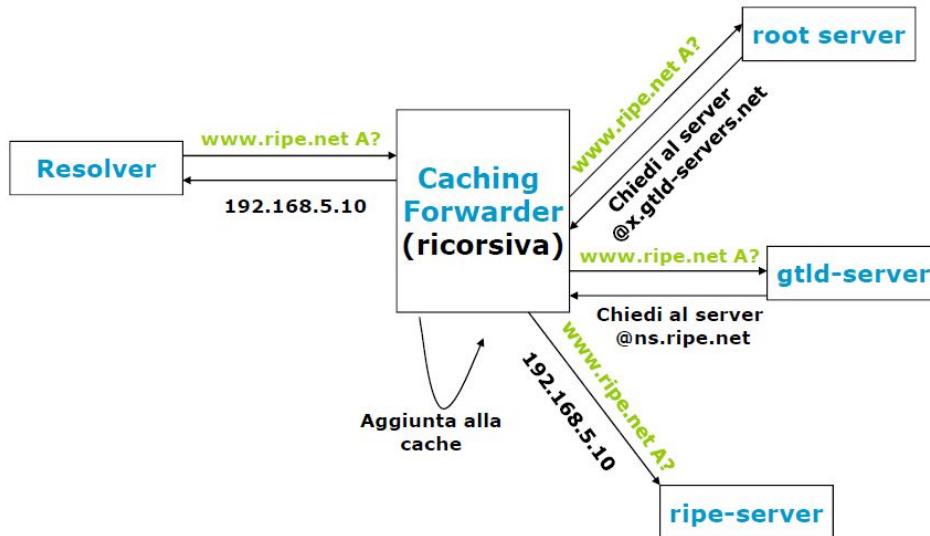 root server
www.ripe.net A?
Chiedi al server
@x.gtld-servers.net
www.ripe.net A?
Resolver
192.168.5.10
Caching
Forwarder
(ricorsiva)
www.ripe.net A?
gtld-server
Chiedi al server
@ns.ripe.net
www.ripe.net A?
192.168.5.10
Aggiunta alla
cache
ripe-server